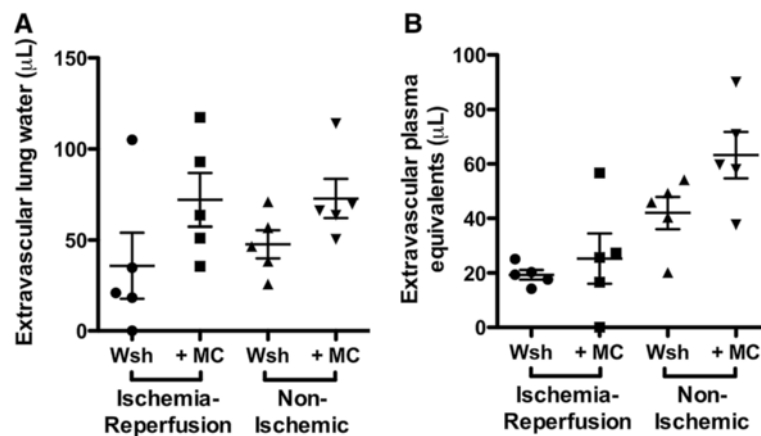 A
Extravascular lung water (µL)
150
100
50
0
Wsh + MC Wsh + MC
Ischemia-
Reperfusion
Non-
Ischemic
B
Extravascular plasma
equivalents (µL)
100
80
60
40
20
0
Wsh + MC Wsh + MC
Ischemia-
Reperfusion
Non-
Ischemic